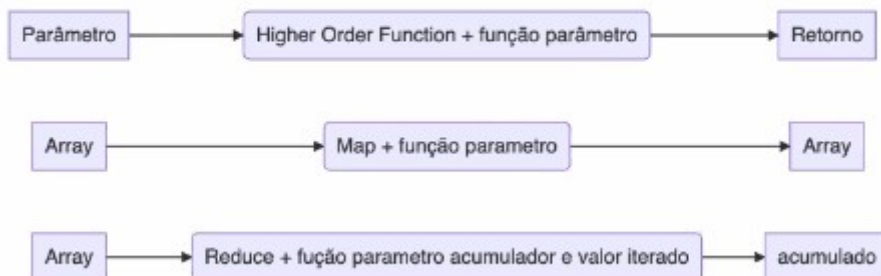 Parâmetro Higher Order Function + função parâmetro Retorno
Array Map + função parametro Array
Array Reduce + fução parametro acumulador e valor iterado acumulado